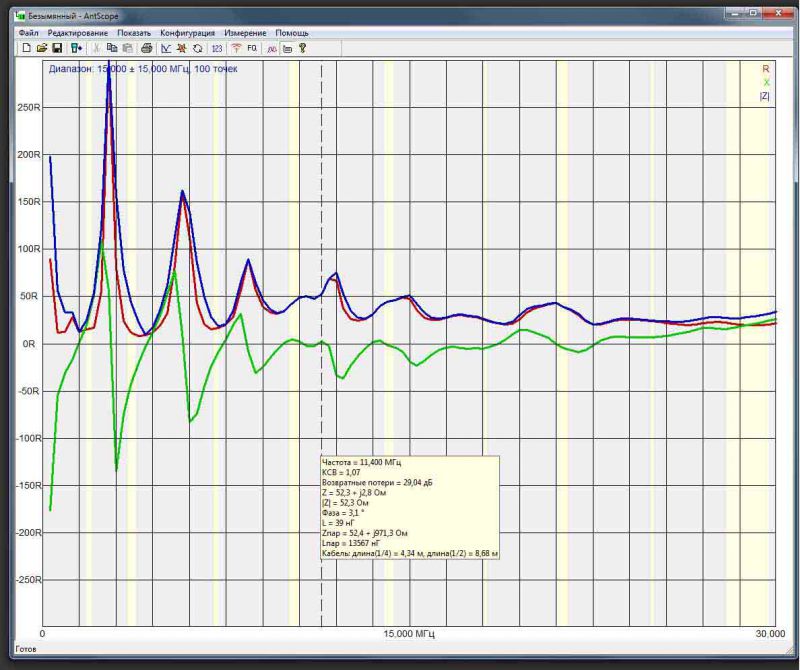 Безымянный - AntScope
Файл Редактирование Показать Конфигурация Измерение Помощь
123 FQ
Диапазон: 15,000 ± 15,000 МГц, 100 точек
R
X
|Z|
250R
200R
150R
100R
50R
0R
-50R
-100R
-150R
-200R
-250R
Частота = 11,400 МГц
КСВ = 1,07
Возвратные потери = 29,04 дБ
Z = 52,3 + j2,8 Ом
|Z| = 52,3 Ом
Фаза = 3,1 °
L = 39 нГ
Zпар = 52,4 + j971,3 Ом
Lпар = 13567 нГ
Кабель: длина(1/4) = 4,34 м, длина(1/2) = 8,68 м
0 15,000 МГц 30,000
Готов